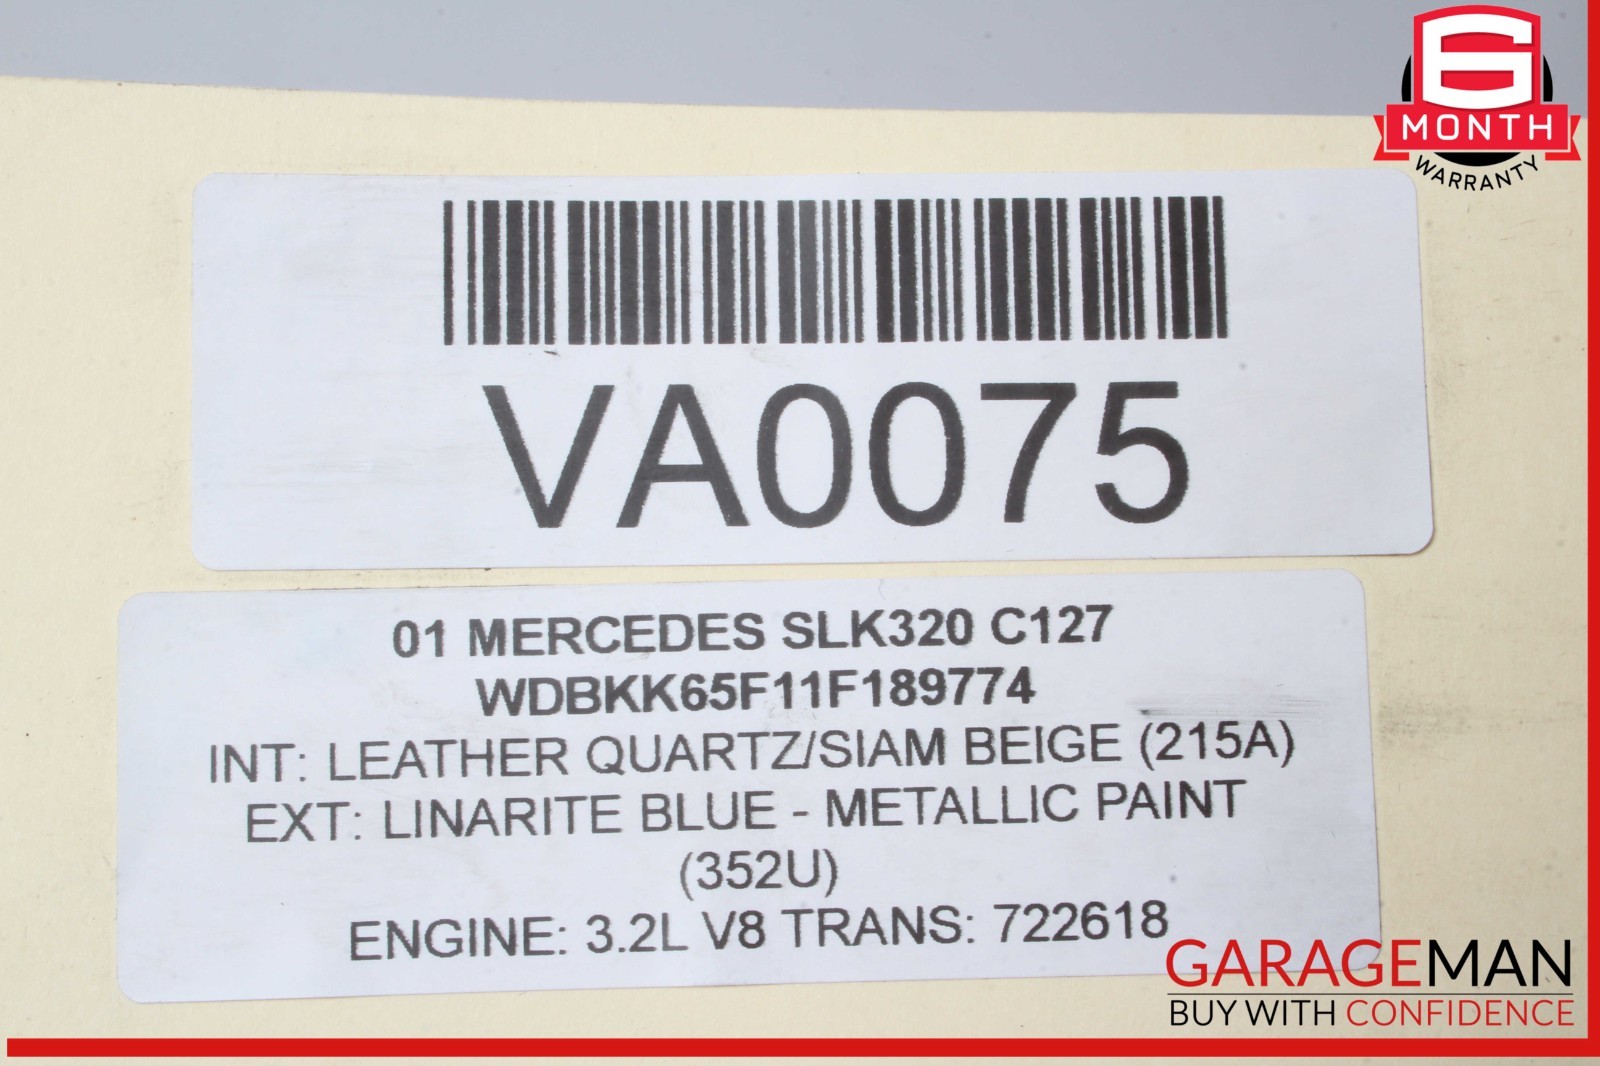 6
MONTH
WARRANTY
VA0075
01 MERCEDES SLK320 C127
WDBKK65F11F189774
INT: LEATHER QUARTZ/SIAM BEIGE (215A)
EXT: LINARITE BLUE - METALLIC PAINT
(352U)
ENGINE: 3.2L V8 TRANS: 722618
GARAGEMAN
BUY WITH CONFIDENCE